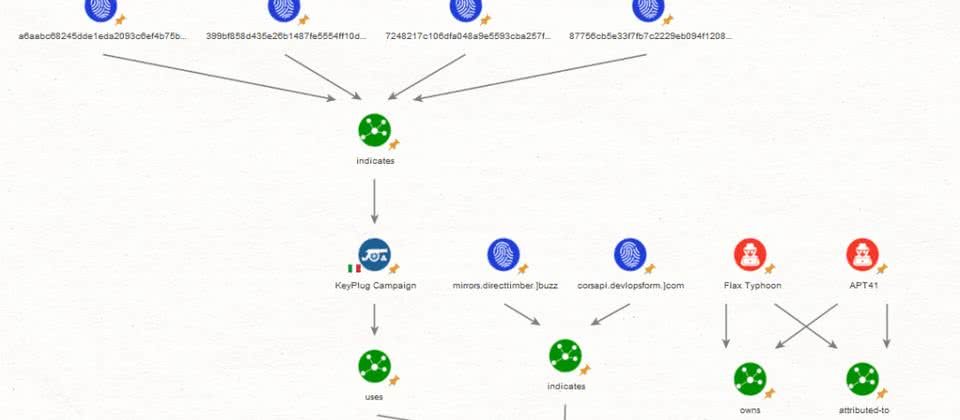 a6aabc68245dde1eda2093c6ef4b75b... 399bf858d435e26b1487fe5554ff10d... 7248217c106dfa048a9e5593cba257f... 87756cb5e33f7fb7c2229eb094f1208...
indicates
KeyPlug Campaign mirrors.directtimber.]buzz corsapi.devlopsform.]com Flax Typhoon APT41
uses indicates owns attributed-to